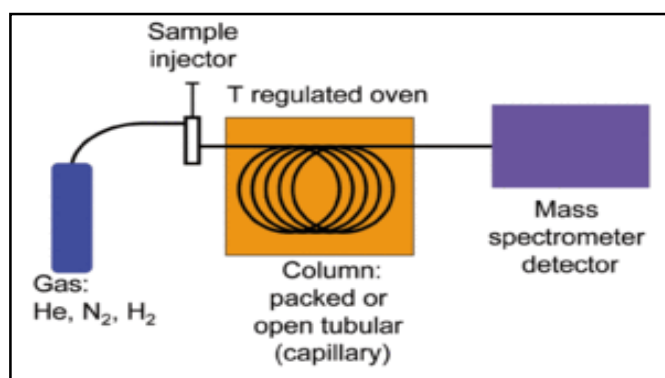 Sample
injector
T regulated oven
Gas:
He, N₂, H₂
Column:
packed or
open tubular
(capillary)
Mass
spectrometer
detector